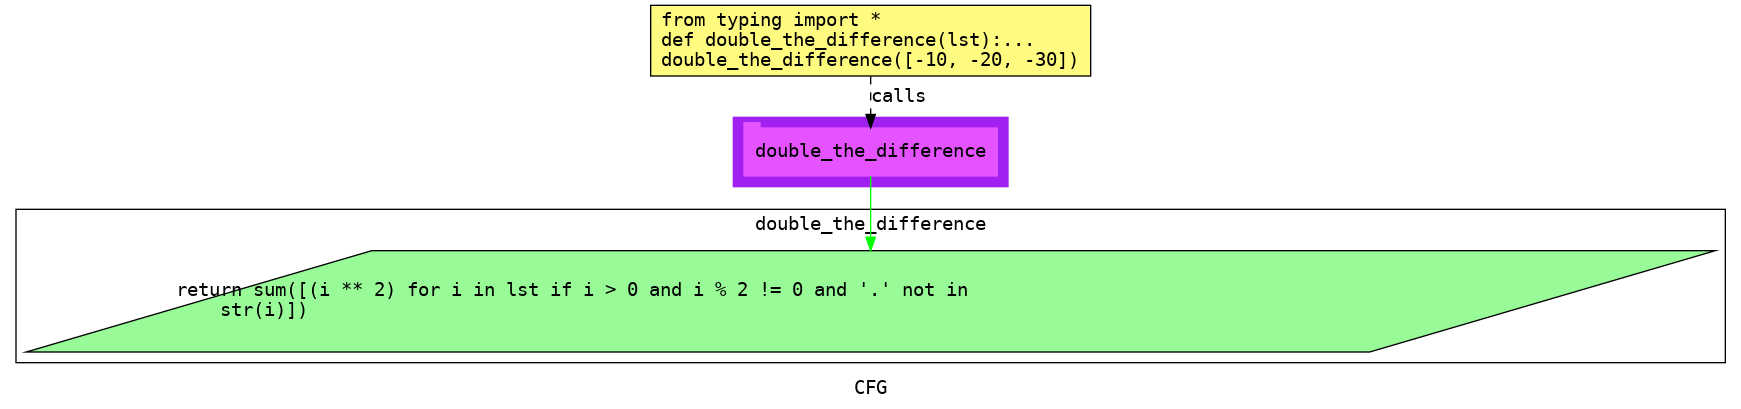 from typing import *
def double_the_difference(lst):...
double_the_difference([-10, -20, -30])
calls
double_the_difference
double_the_difference
return sum([(i ** 2) for i in lst if i > 0 and i % 2 != 0 and '.' not in
str(i)])
CFG